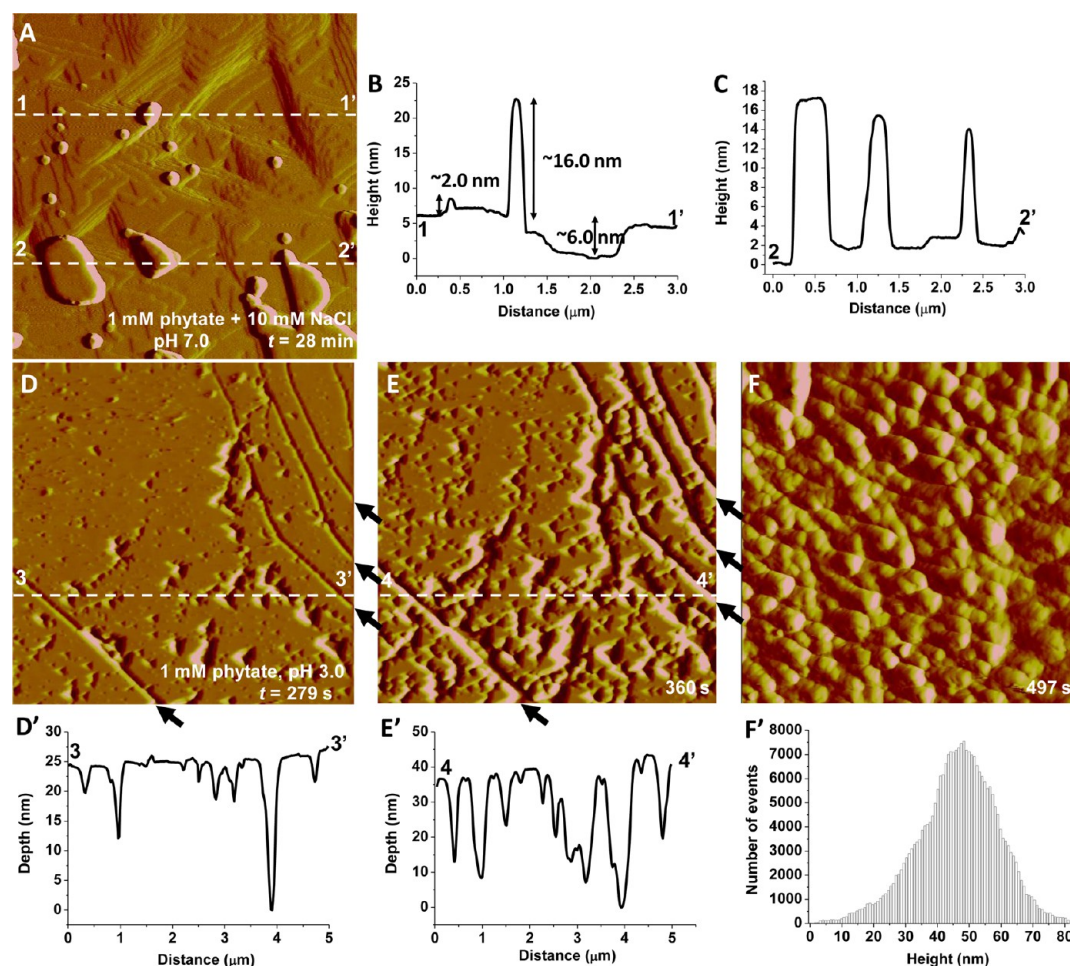 A
1
1'
2
2'
1 mM phytate + 10 mM NaCl
pH 7.0 t = 28 min
B
Height (nm)
25
20
15
10
5
0
~2.0 nm
~16.0 nm
~6.0nm
1
1'
0.0 0.5 1.0 1.5 2.0 2.5 3.0
Distance (μm)
C
Height (nm)
18
16
14
12
10
8
6
4
2
0
2
2'
0.0 0.5 1.0 1.5 2.0 2.5 3.0
Distance (μm)
D
3
3'
1 mM phytate, pH 3.0
t = 279 s
E
4
4'
360 s
F
497 s
D'
3
3'
Depth (nm)
30
25
20
15
10
5
0
0 1 2 3 4 5
Distance (μm)
E'
4
4'
Depth (nm)
50
40
30
20
10
0
0 1 2 3 4 5
Distance (μm)
F'
Number of events
8000
7000
6000
5000
4000
3000
2000
1000
0
0 10 20 30 40 50 60 70 80
Height (nm)